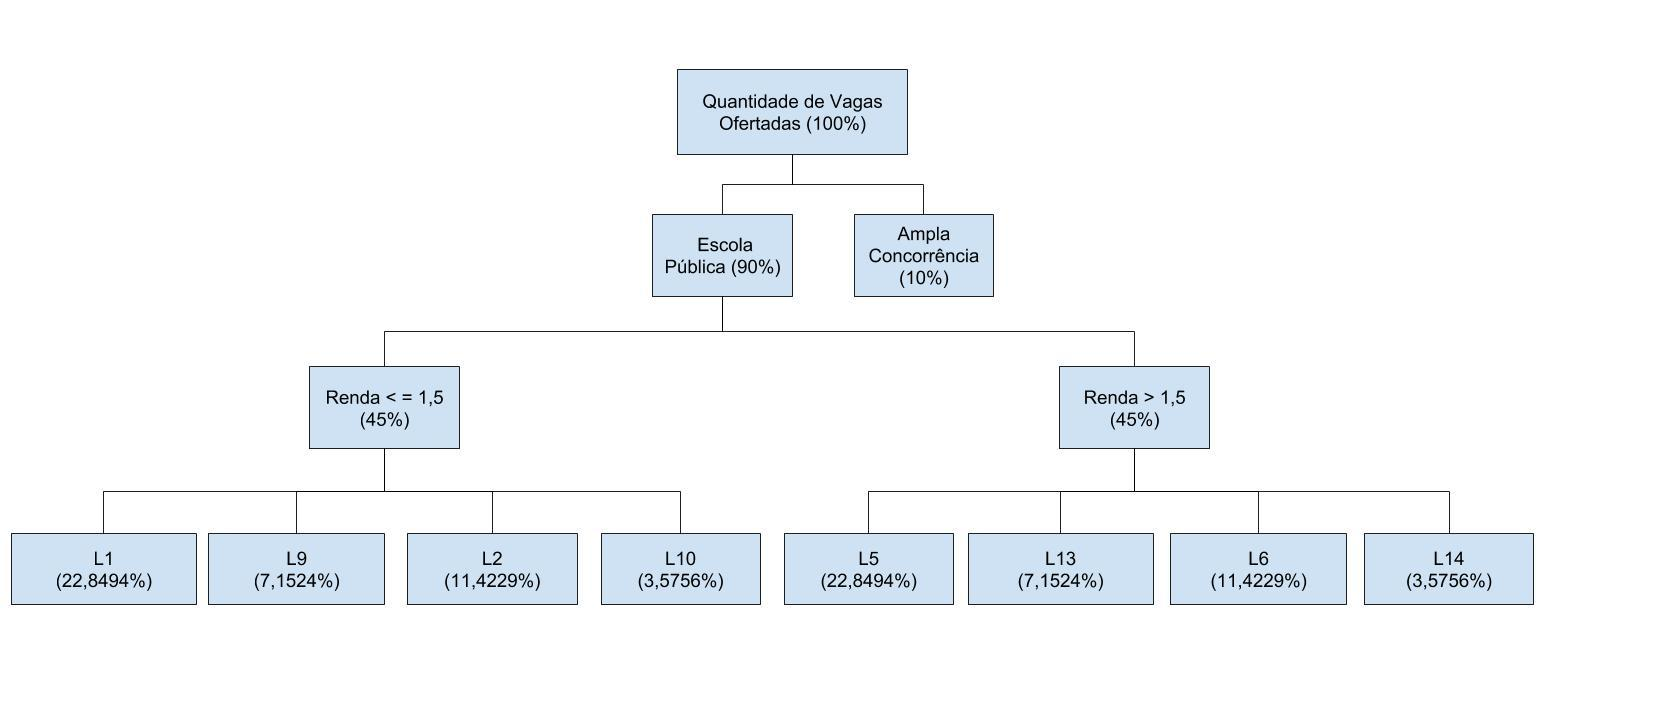 Quantidade de Vagas
Ofertadas (100%)
Escola
Pública (90%)
Ampla
Concorrência
(10%)
Renda < = 1,5
(45%)
Renda > 1,5
(45%)
L1
(22,8494%)
L9
(7,1524%)
L2
(11,4229%)
L10
(3,5756%)
L5
(22,8494%)
L13
(7,1524%)
L6
(11,4229%)
L14
(3,5756%)